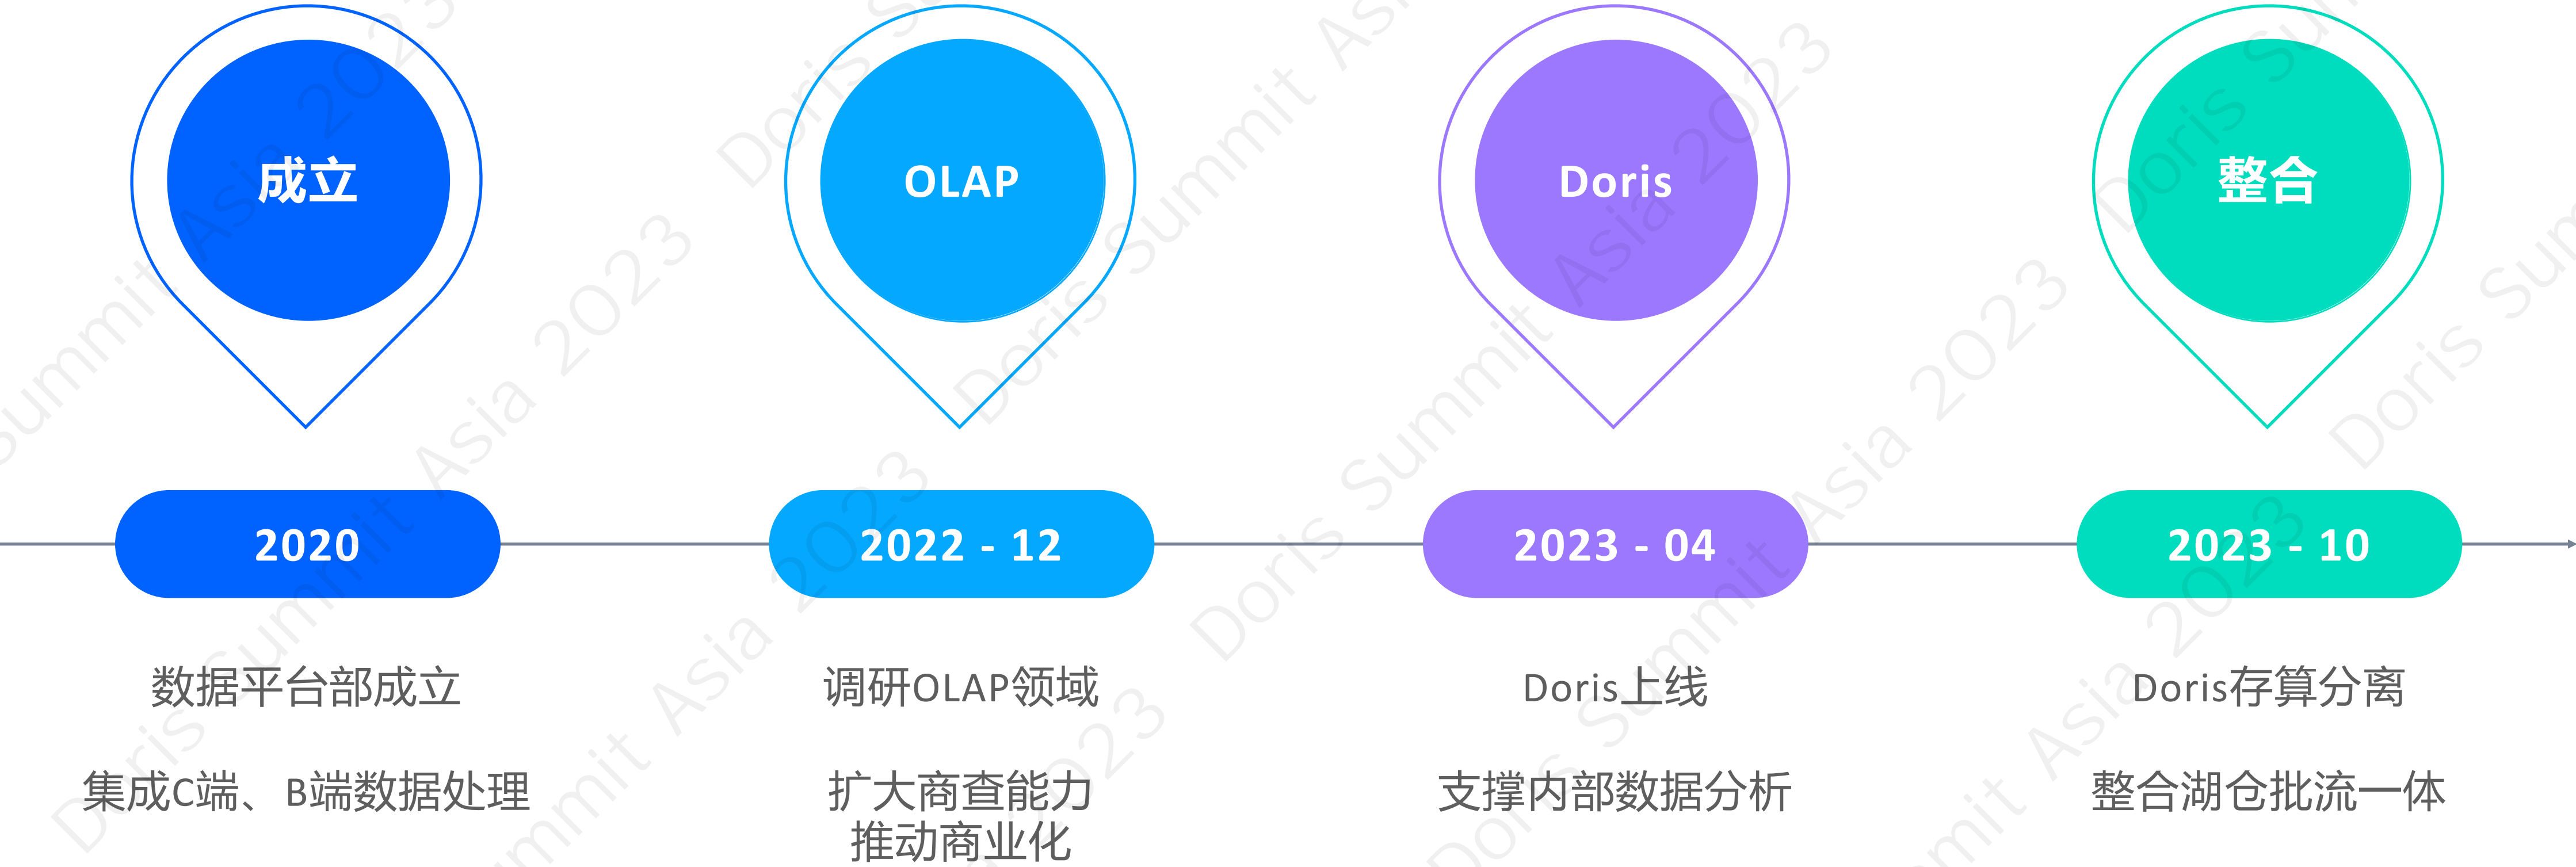 成立
OLAP
Doris
整合
2020
2022 - 12
2023 - 04
2023 - 10
数据平台部成立
集成C端、B端数据处理
调研OLAP领域
扩大商查能力
推动商业化
Doris上线
支撑内部数据分析
Doris存算分离
整合湖仓批流一体
Doris Summit Asia 2023